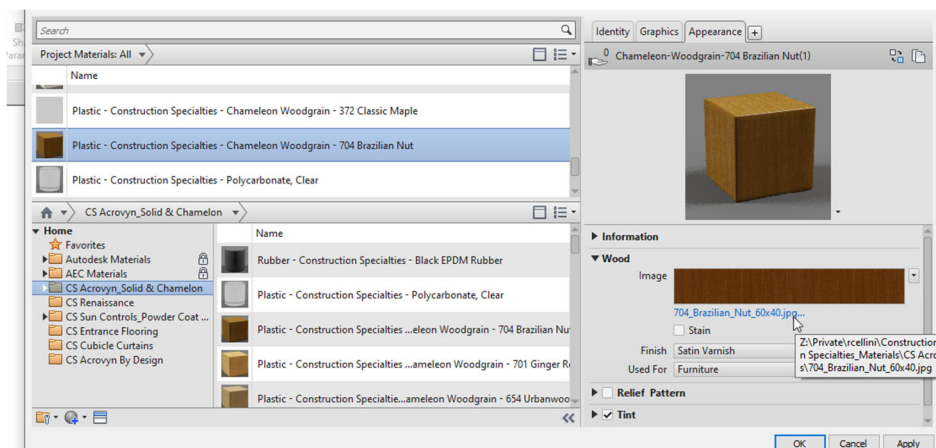 Sh
Para
Search
Project Materials: All
Name
Plastic - Construction Specialties - Chameleon Woodgrain - 372 Classic Maple
Plastic - Construction Specialties - Chameleon Woodgrain - 704 Brazilian Nut
Plastic - Construction Specialties - Polycarbonate, Clear
CS Acrovyn_Solid & Chamelon
Home
Favorites
Autodesk Materials
AEC Materials
CS Acrovyn_Solid & Chamelon
CS Renaissance
CS Sun Controls_Powder Coat ...
CS Entrance Flooring
CS Cubicle Curtains
CS Acrovyn By Design
Name
Rubber - Construction Specialties - Black EPDM Rubber
Plastic - Construction Specialties - Polycarbonate, Clear
Plastic - Construction Specialties ...eleon Woodgrain - 704 Brazilian Nu
Plastic - Construction Specialties ...ameleon Woodgrain - 701 Ginger R
Plastic - Construction Specialtie...ameleon Woodgrain - 654 Urbanwoo
Identity Graphics Appearance +
0 Chameleon-Woodgrain-704 Brazilian Nut(1)
Information
Wood
Image
704_Brazilian_Nut_60x40.jpg...
Stain
Finish Satin Varnish
Used For Furniture
Z:\Private\rcellini\Construction
n Specialties_Materials\CS Acro
s\704_Brazilian_Nut_60x40.jpg
Relief Pattern
Tint
OK Cancel Apply